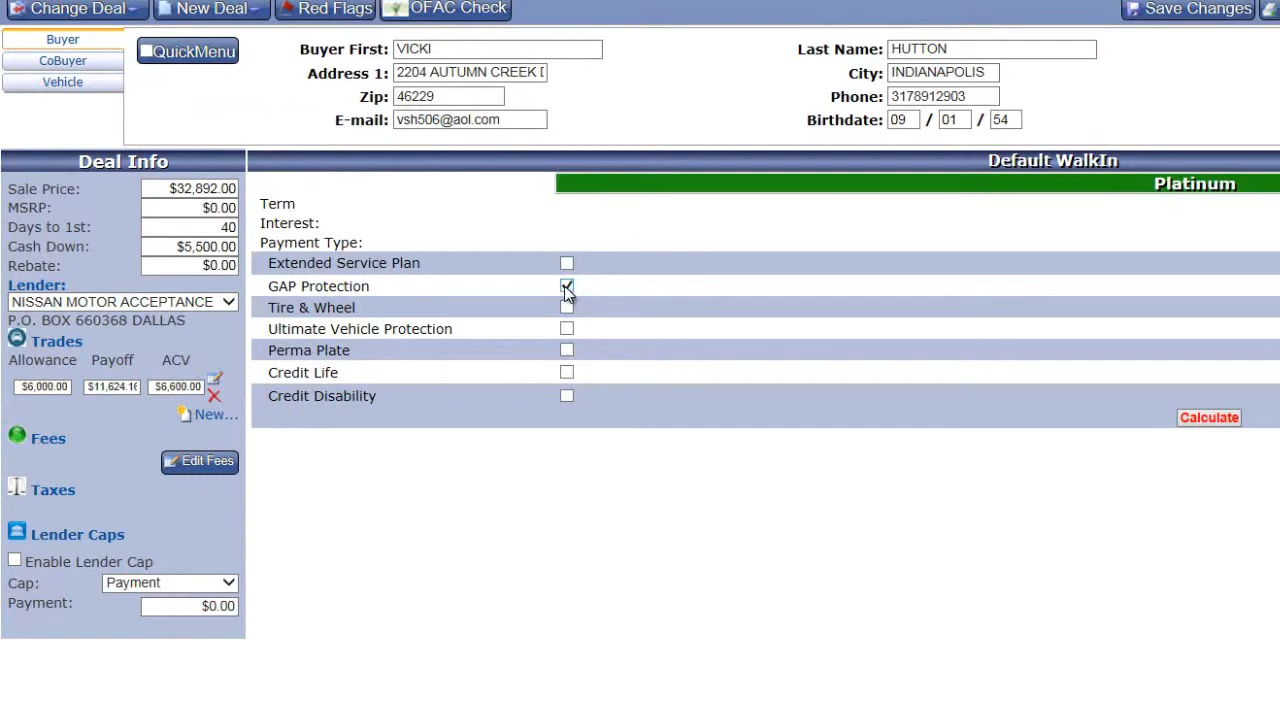 Change Deal New Deal Red Flags OFAC Check Save Changes
Buyer
CoBuyer
Vehicle
QuickMenu
Buyer First: VICKI Last Name: HUTTON
Address 1: 2204 AUTUMN CREEK D City: INDIANAPOLIS
Zip: 46229 Phone: 3178912903
E-mail: vsh506@aol.com Birthdate: 09 / 01 / 54
Deal Info
Default WalkIn
Platinum
Sale Price: $32,892.00
MSRP: $0.00
Days to 1st: 40
Cash Down: $5,500.00
Rebate: $0.00
Lender:
NISSAN MOTOR ACCEPTANCE
P.O. BOX 660368 DALLAS
Trades
Allowance Payoff ACV
$6,000.00 $11,624.16 $6,600.00
New...
Fees
Edit Fees
Taxes
Lender Caps
Enable Lender Cap
Cap: Payment
Payment: $0.00
Term
Interest:
Payment Type:
Extended Service Plan
GAP Protection
Tire & Wheel
Ultimate Vehicle Protection
Perma Plate
Credit Life
Credit Disability
Calculate